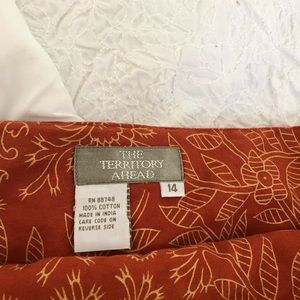 THE
TERRITORY
AHEAD
14
RN 88748
100% COTTON
MADE IN INDIA
CARE CODE ON
REVERSE SIDE